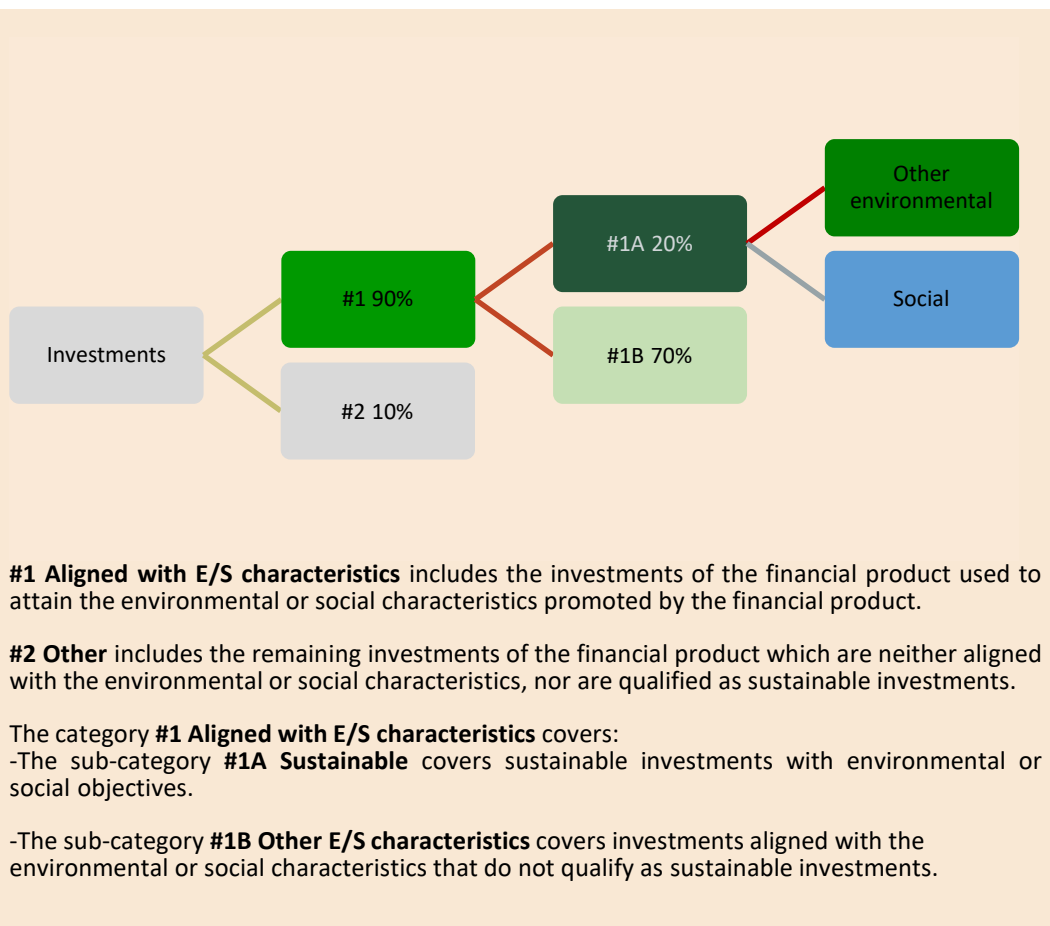 Other
environmental
#1A 20%
#1 90%
Social
Investments
#1B 70%
#2 10%
#1 Aligned with E/S characteristics includes the investments of the financial product used to
attain the environmental or social characteristics promoted by the financial product.
#2 Other includes the remaining investments of the financial product which are neither aligned
with the environmental or social characteristics, nor are qualified as sustainable investments.
The category #1 Aligned with E/S characteristics covers:
-The sub-category #1A Sustainable covers sustainable investments with environmental or
social objectives.
-The sub-category #1B Other E/S characteristics covers investments aligned with the
environmental or social characteristics that do not qualify as sustainable investments.